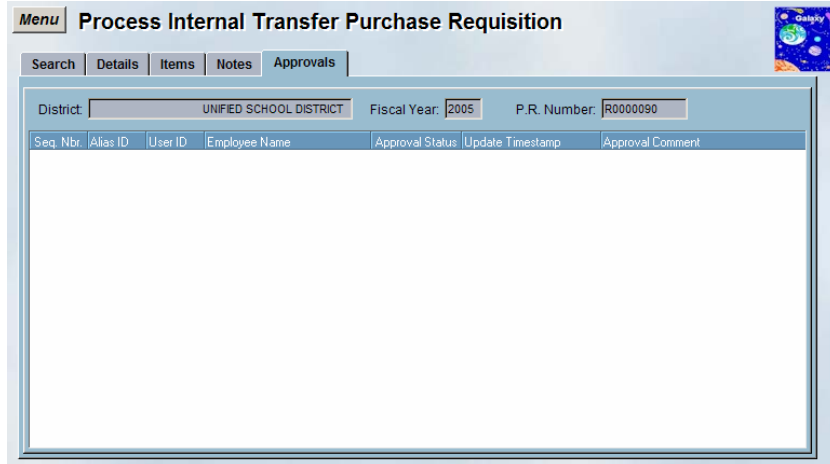 Menu Process Internal Transfer Purchase Requisition
Galaxy
Search Details Items Notes Approvals
District: UNIFIED SCHOOL DISTRICT Fiscal Year: 2005 P.R. Number: R0000090
Seq. Nbr. Alias ID User ID Employee Name Approval Status Update Timestamp Approval Comment